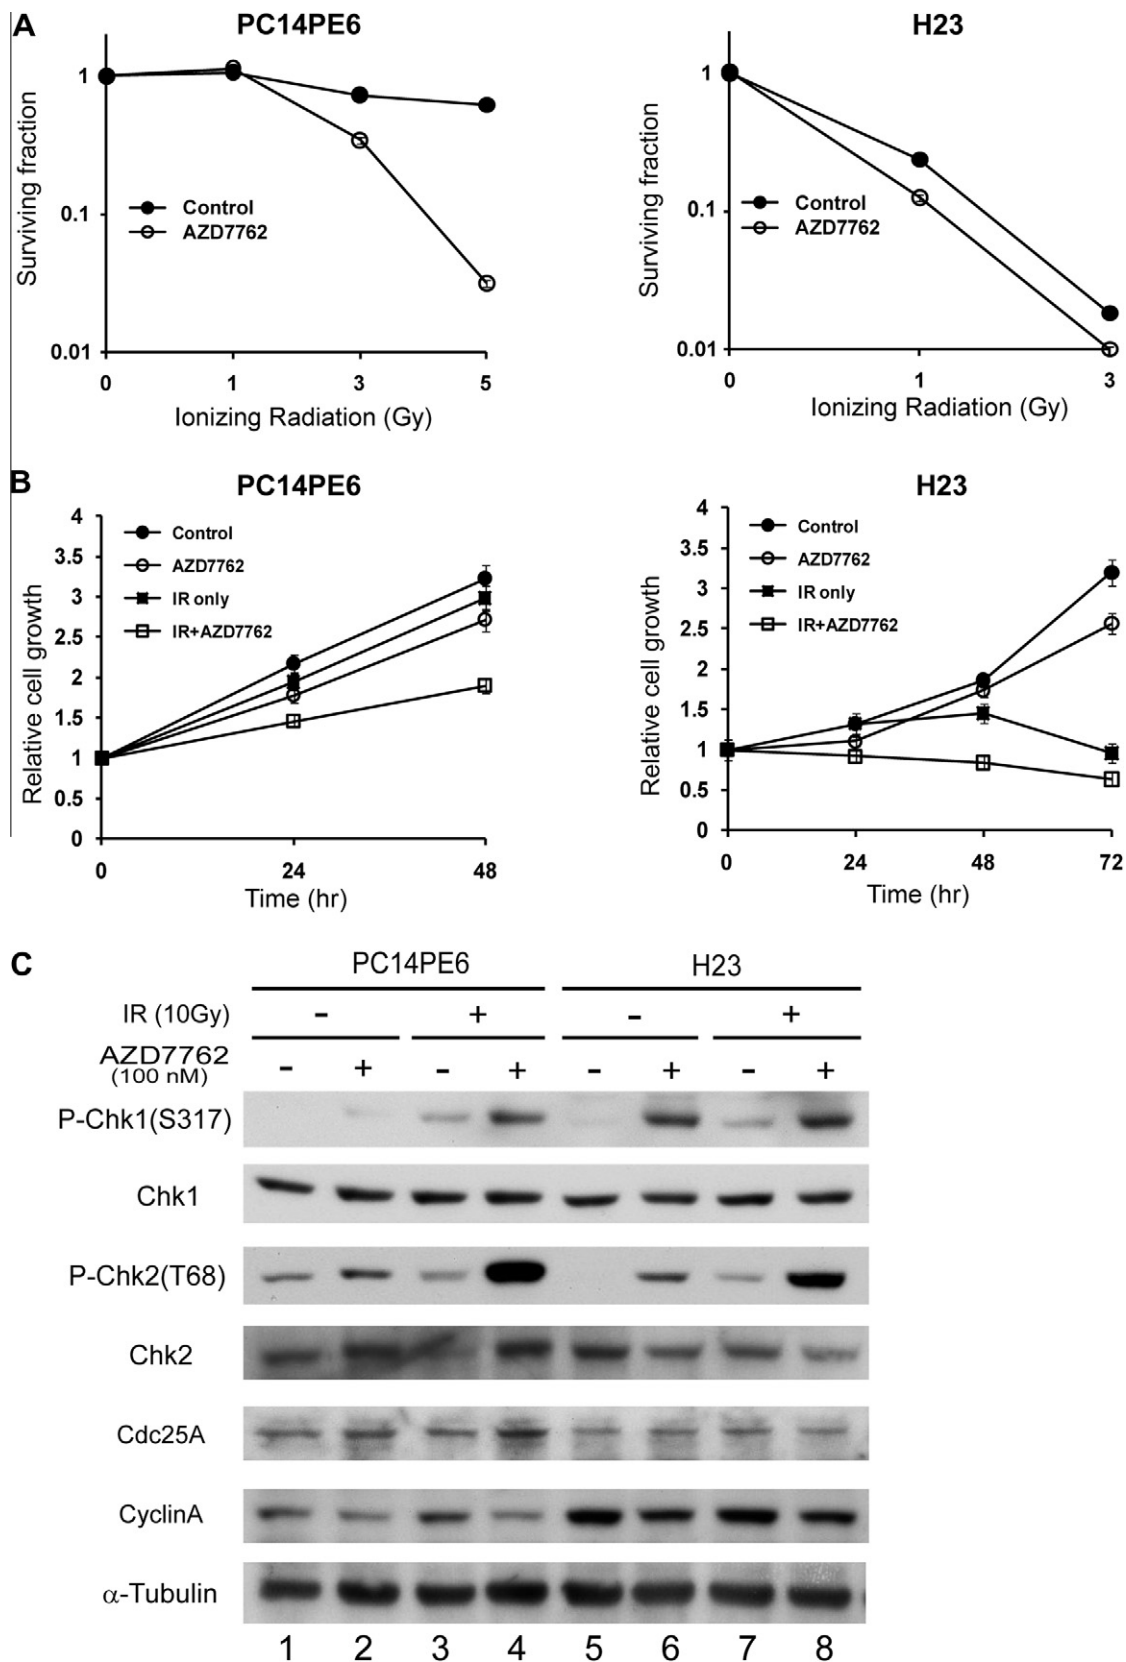 A
PC14PE6
H23
Surviving fraction
1
0.1
0.01
Control
AZD7762
0 1 3 5
Ionizing Radiation (Gy)
Surviving fraction
1
0.1
0.01
Control
AZD7762
0 1 3
Ionizing Radiation (Gy)
B
PC14PE6
H23
Relative cell growth
4
3.5
3
2.5
2
1.5
1
0.5
0
Control
AZD7762
IR only
IR+AZD7762
0 24 48
Time (hr)
Relative cell growth
4
3.5
3
2.5
2
1.5
1
0.5
0
Control
AZD7762
IR only
IR+AZD7762
0 24 48 72
Time (hr)
C
PC14PE6 H23
IR (10Gy) - + - +
AZD7762 - + - + - + - +
(100 nM)
P-Chk1(S317)
Chk1
P-Chk2(T68)
Chk2
Cdc25A
CyclinA
α-Tubulin
1 2 3 4 5 6 7 8